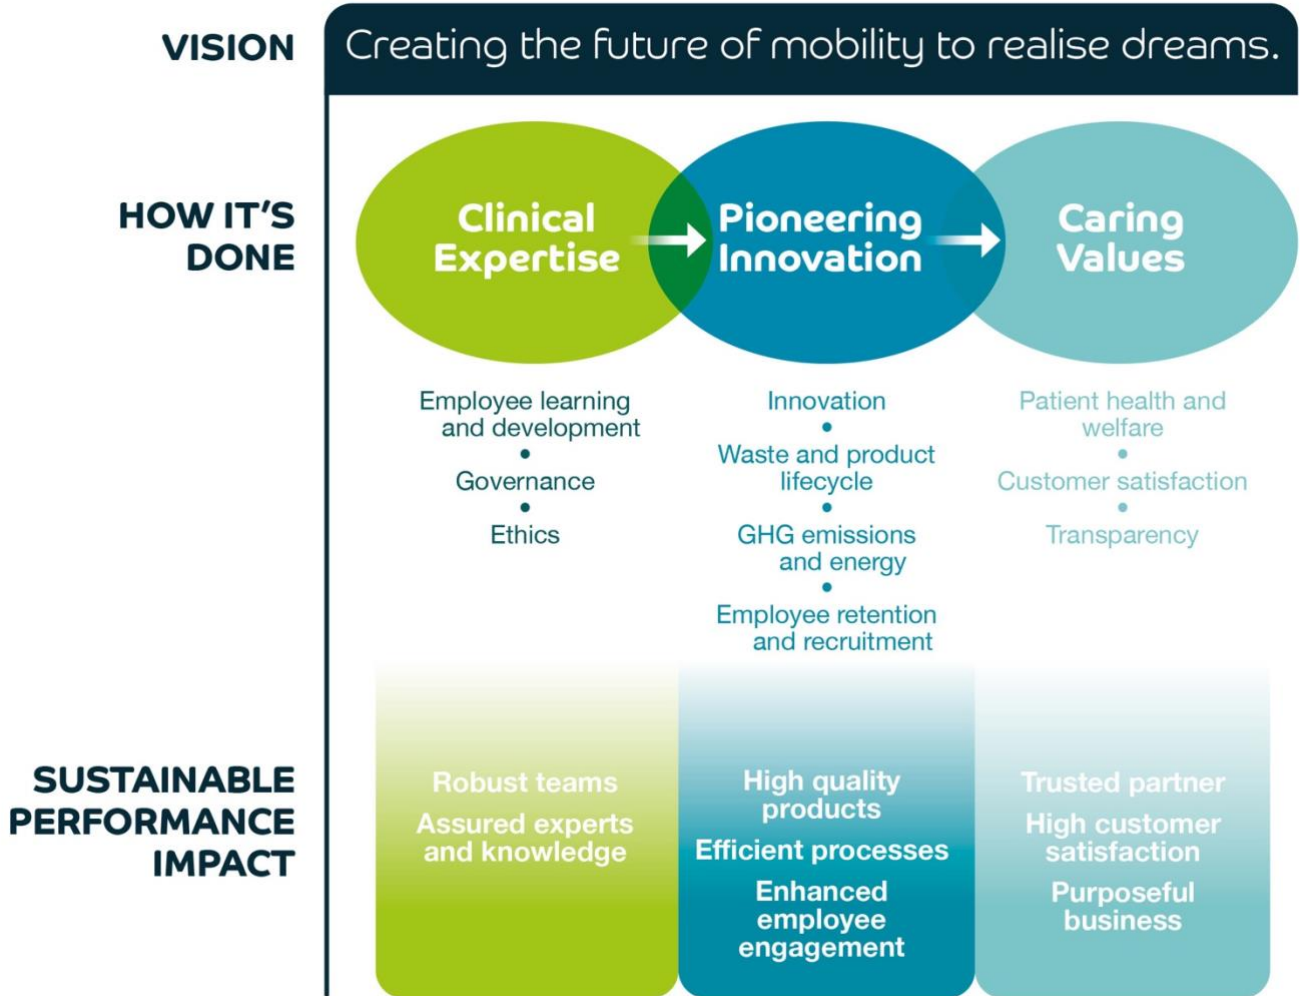 VISION
Creating the future of mobility to realise dreams.
HOW IT'S
DONE
Clinical
Expertise
Pioneering
Innovation
Caring
Values
Employee learning
and development
•
Governance
•
Ethics
Innovation
•
Waste and product
lifecycle
•
GHG emissions
and energy
•
Employee retention
and recruitment
Patient health and
welfare
•
Customer satisfaction
•
Transparency
SUSTAINABLE
PERFORMANCE
IMPACT
Robust teams
Assured experts
and knowledge
High quality
products
Efficient processes
Enhanced
employee
engagement
Trusted partner
High customer
satisfaction
Purposeful
business